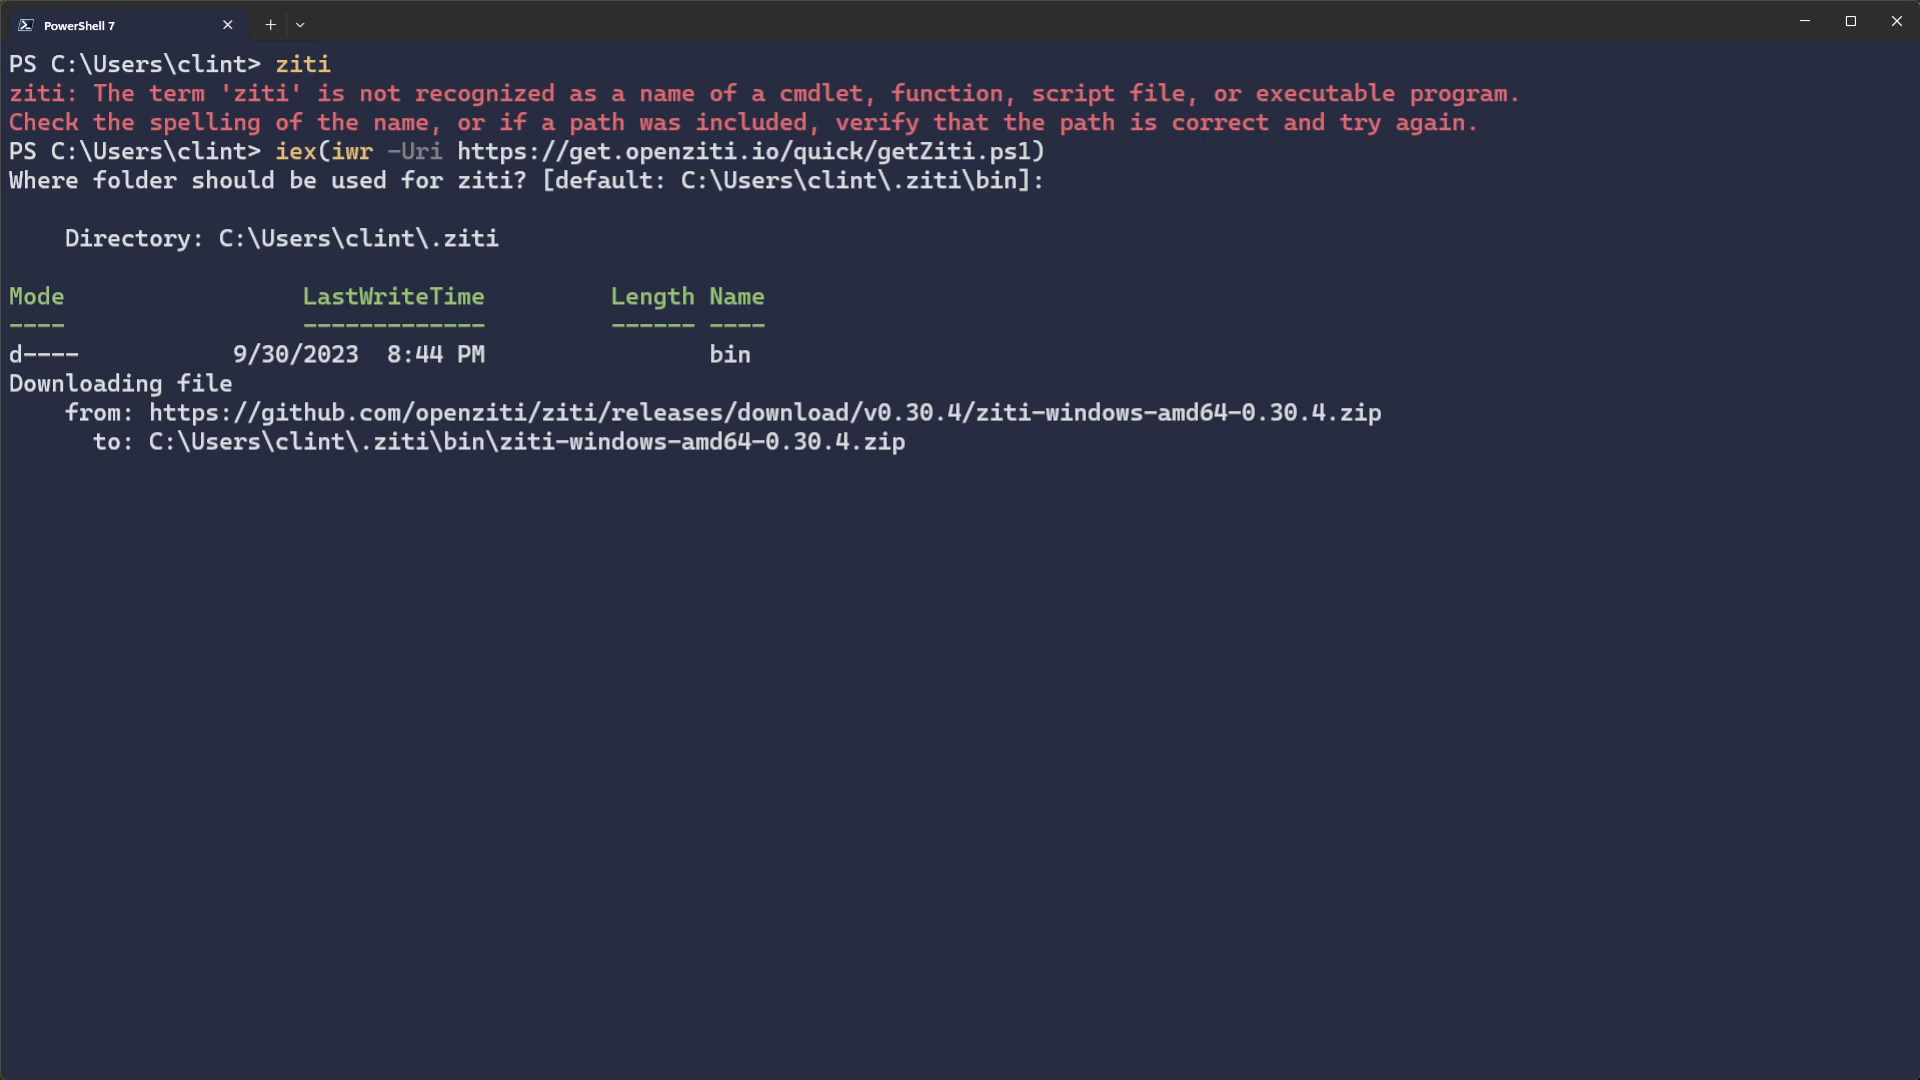 PowerShell 7
PS C:\Users\clint> ziti
ziti: The term 'ziti' is not recognized as a name of a cmdlet, function, script file, or executable program.
Check the spelling of the name, or if a path was included, verify that the path is correct and try again.
PS C:\Users\clint> iex(iwr -Uri https://get.openziti.io/quick/getZiti.ps1)
Where folder should be used for ziti? [default: C:\Users\clint\.ziti\bin]:
Directory: C:\Users\clint\.ziti
Mode LastWriteTime Length Name
---- ------------- ------ ----
d---- 9/30/2023 8:44 PM bin
Downloading file
from: https://github.com/openziti/ziti/releases/download/v0.30.4/ziti-windows-amd64-0.30.4.zip
to: C:\Users\clint\.ziti\bin\ziti-windows-amd64-0.30.4.zip